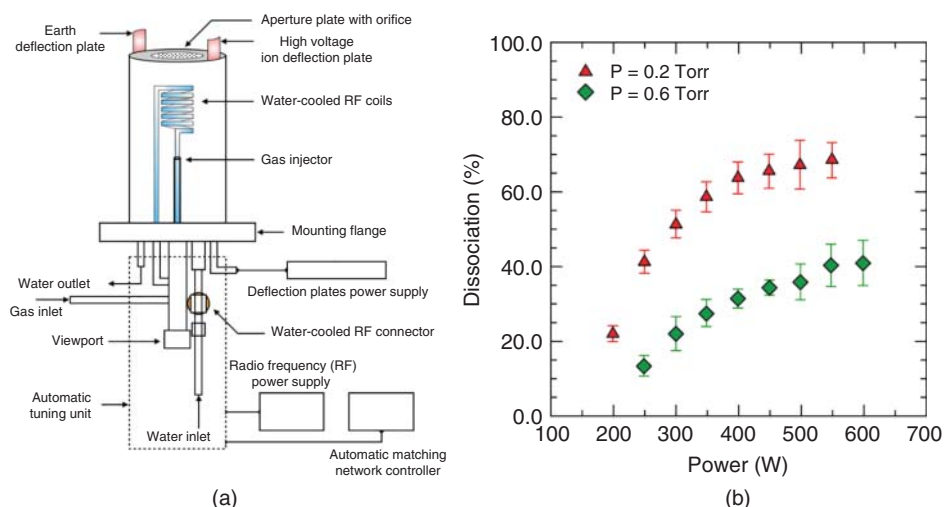 Earth
deflection plate
Aperture plate with orifice
High voltage
ion deflection plate
Water-cooled RF coils
Gas injector
Mounting flange
Water outlet
Deflection plates power supply
Gas inlet
Water-cooled RF connector
Viewport
Radio frequency (RF)
power supply
Automatic
tuning unit
Water inlet
Automatic matching
network controller
(a)
100.0
80.0
60.0
40.0
20.0
0.0
Dissociation (%)
P = 0.2 Torr
P = 0.6 Torr
100 200 300 400 500 600 700
Power (W)
(b)